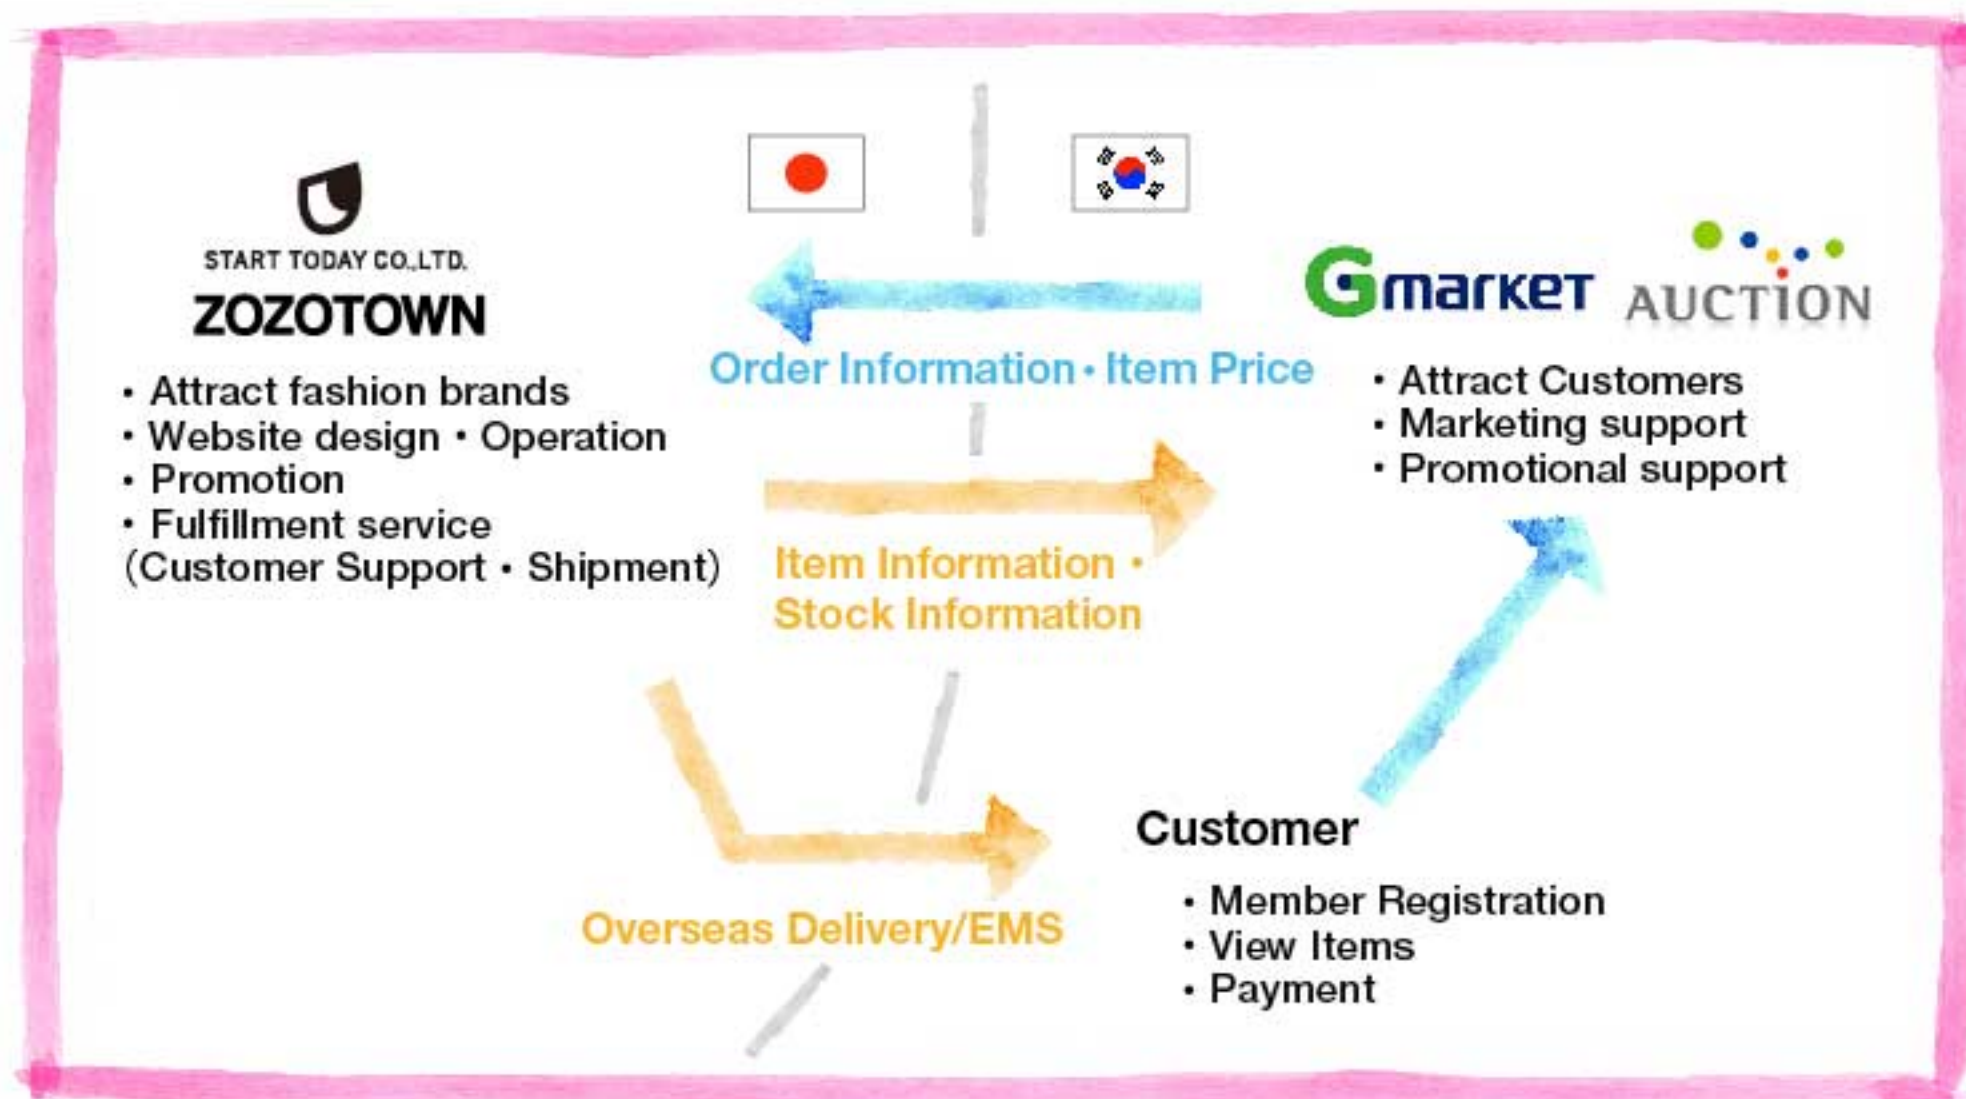 START TODAY CO.,LTD.
ZOZOTOWN
・Attract fashion brands
・Website design・Operation
・Promotion
・Fulfillment service
(Customer Support・Shipment)
Order Information・Item Price
Item Information・
Stock Information
Overseas Delivery/EMS
Gmarket
AUCTION
・Attract Customers
・Marketing support
・Promotional support
Customer
・Member Registration
・View Items
・Payment